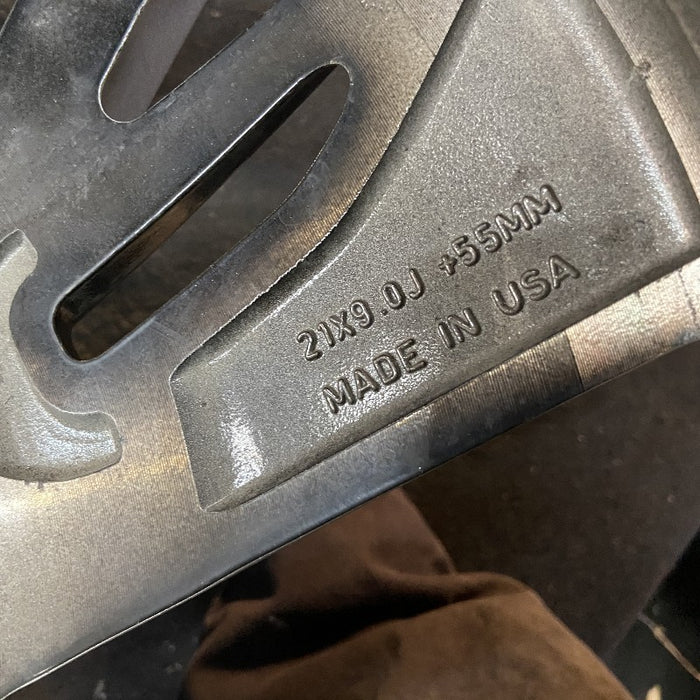 21X9.0J +55MM
MADE IN USA